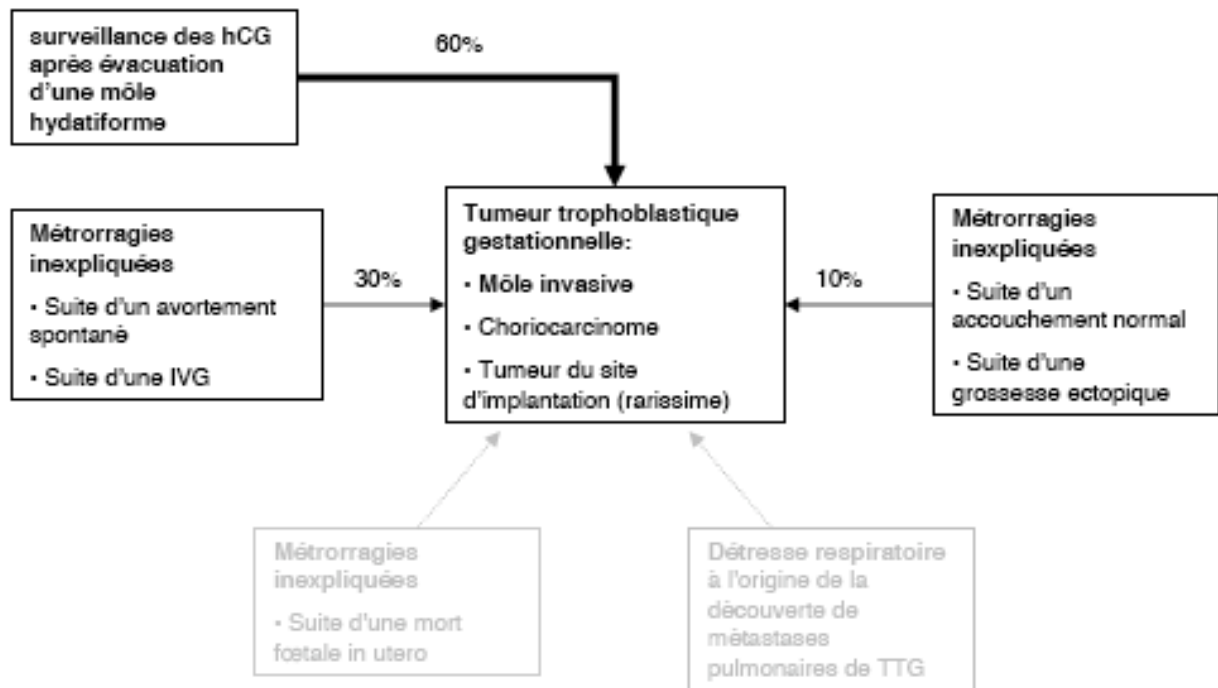 surveillance des hCG
après évacuation
d'une môle
hydatiforme
60%
Métrorragies
inexpliquées
• Suite d'un avortement
spontané
• Suite d'une IVG
30%
Tumeur trophoblastique
gestationnelle:
• Môle invasive
• Choriocarcinome
• Tumeur du site
d'implantation (rarissime)
10%
Métrorragies
inexpliquées
• Suite d'un
accouchement normal
• Suite d'une
grossesse ectopique
Métrorragies
inexpliquées
• Suite d'une mort
fœtale in utero
Détresse respiratoire
à l'origine de la
découverte de
métastases
pulmonaires de TTG